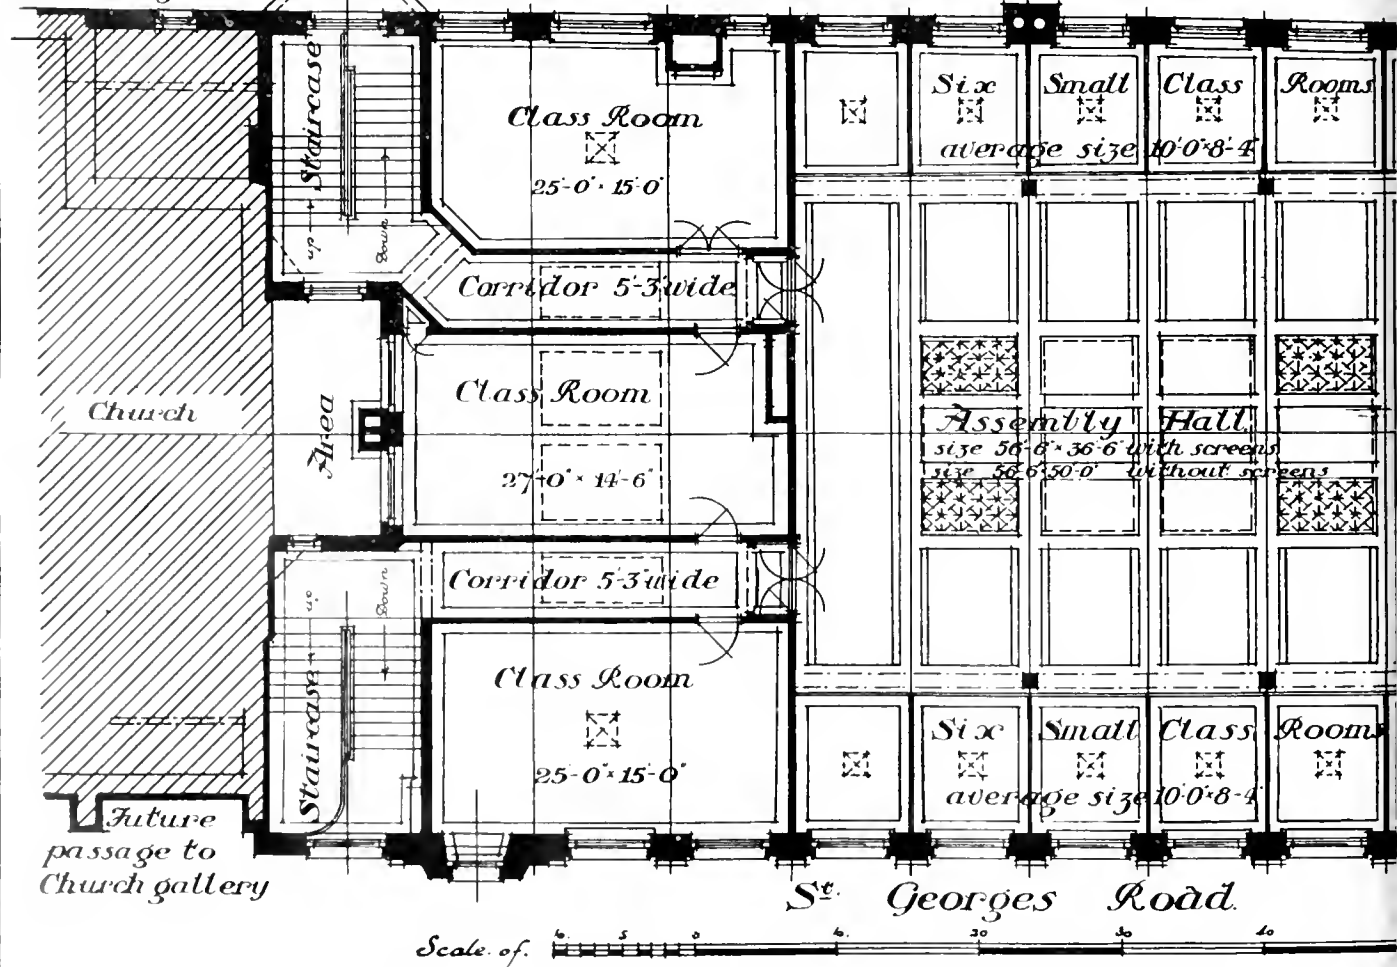 Staircase
up
Down
Class Room
25'-0" × 15'-0"
Six Small Class Rooms
average size 10'-0"×8'-4"
Corridor 5'-3" wide
Church
Area
Class Room
27'-0" × 14'-6"
Assembly Hall
size 56'-6" × 36'-6" with screens
size 56'-6"×50'-0" without screens
Corridor 5'-3" wide
Staircase
up
Down
Class Room
25'-0" × 15'-0"
Six Small Class Rooms
average size 10'-0"×8'-4"
Future
passage to
Church gallery
St. Georges Road.
Scale of. 10. 5 0 10. 20 30 40